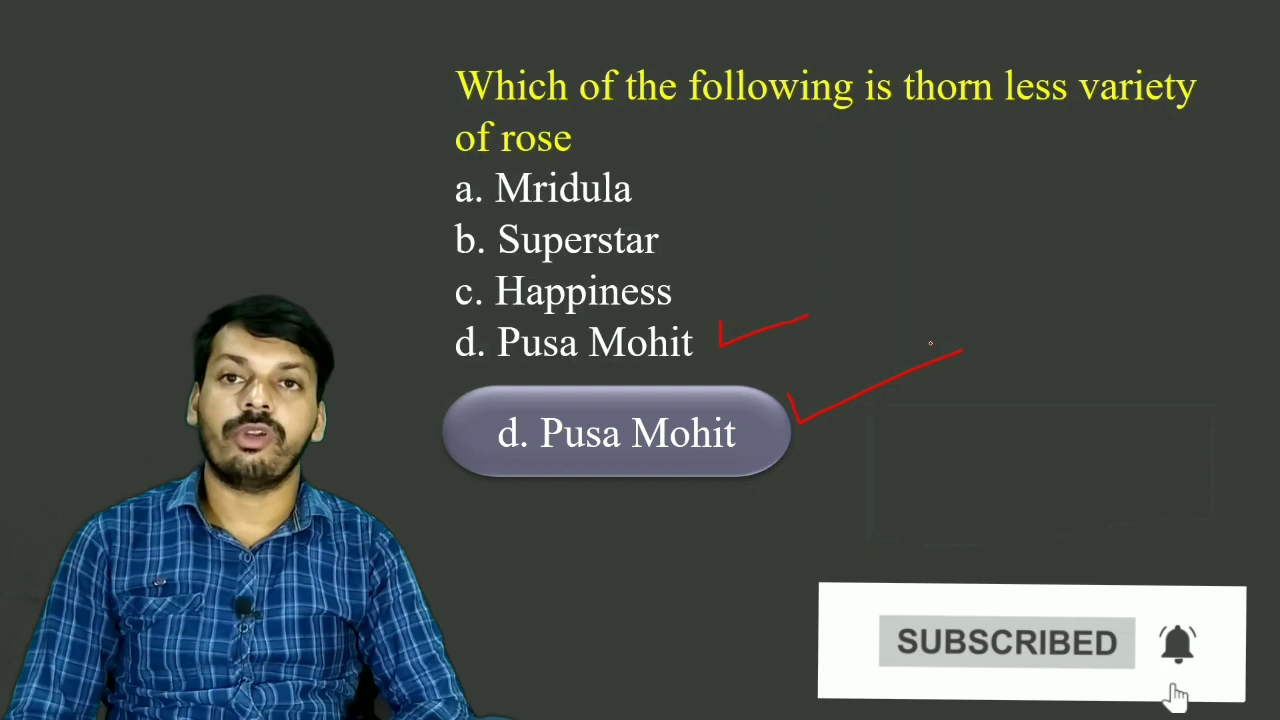 Which of the following is thorn less variety
of rose
a. Mridula
b. Superstar
c. Happiness
d. Pusa Mohit
d. Pusa Mohit
SUBSCRIBED